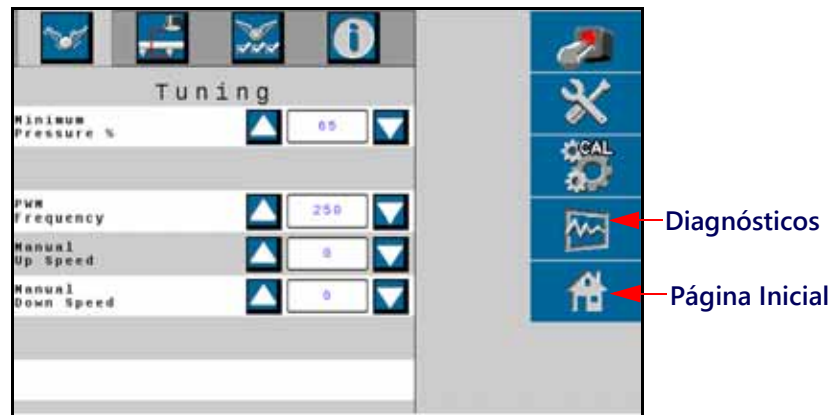 Tuning
Minimum
Pressure %
65
PWM
Frequency
250
Manual
Up Speed
0
Manual
Down Speed
0
CAL
Diagnósticos
Página Inicial